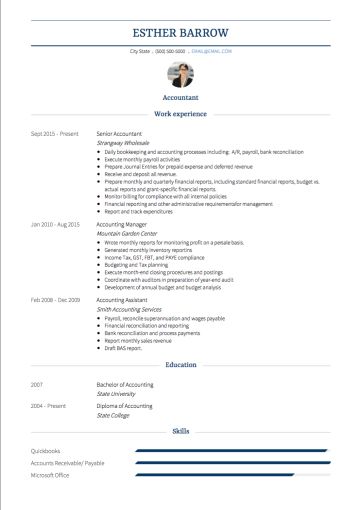 ESTHER BARROW
City State | (500) 500-5000 | EMAIL@EMAIL.COM
Accountant
Work experience
Sept 2015 - Present Senior Accountant
Strangway Wholesale
• Daily bookkeeping and accounting processes including: A/R, payroll, bank reconciliation
• Execute monthly payroll activities
• Prepare Journal Entries for prepaid expense and deferred revenue
• Receive and deposit all revenue.
• Prepare monthly and quarterly financial reports, including standard financial reports, budget vs.
actual reports and grant-specific financial reports.
• Monitor billing for compliance with all internal policies
• Financial reporting and other administrative requirements for management
• Report and track expenditures
Jan 2010 - Aug 2015 Accounting Manager
Mountain Garden Center
• Wrote monthly reports for monitoring profit on a per sale basis.
• Generated monthly inventory reports
• Income Tax, GST, FBT, and PAYE compliance
• Budgeting and Tax planning
• Execute month-end closing procedures and postings
• Coordinate with auditors in preparation of year-end audit
• Development of annual budget and budget analysis
Feb 2008 - Dec 2009 Accounting Assistant
Smith Accounting Services
• Payroll, reconcile superannuation and wages payable
• Financial reconciliation and reporting
• Bank reconciliation and process payments
• Report monthly sales revenue
• Draft BAS report.
Education
2007 Bachelor of Accounting
State University
2004 - Present Diploma of Accounting
State College
Skills
Quickbooks
Accounts Receivable/ Payable
Microsoft Office